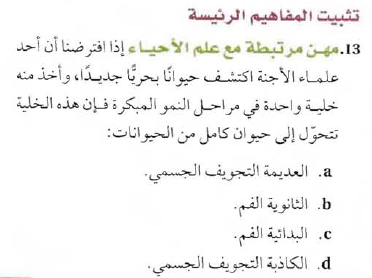 تثبيت المفاهيم الرئيسة
13. مهن مرتبطة مع علم الأحياء إذا افترضنا أن أحد
علماء الأجنة اكتشف حيوانًا بحريًّا جديدًا، وأخذ منه
خلية واحدة في مراحل النمو المبكرة فإن هذه الخلية
تتحوّل إلى حيوان كامل من الحيوانات:
a. العديمة التجويف الجسمي.
b. الثانوية الفم.
c. البدائية الفم.
d. الكاذبة التجويف الجسمي.